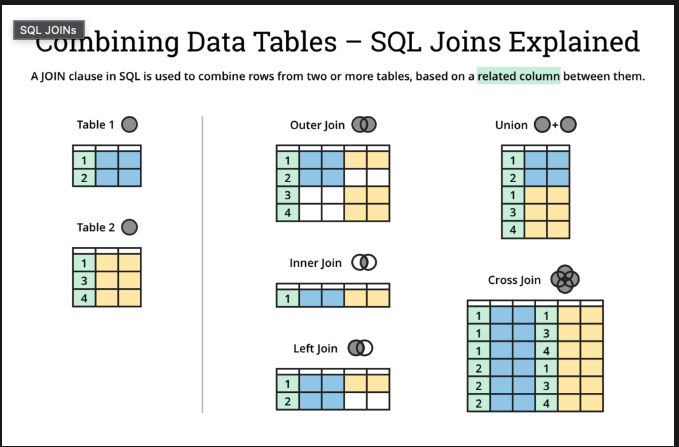 SQL JOINs
Combining Data Tables – SQL Joins Explained
A JOIN clause in SQL is used to combine rows from two or more tables, based on a related column between them.
Table 1
1
2
Table 2
1
3
4
Outer Join
1
2
3
4
Inner Join
1
Left Join
1
2
Union +
1
2
1
3
4
Cross Join
1 1
1 3
1 4
2 1
2 3
2 4